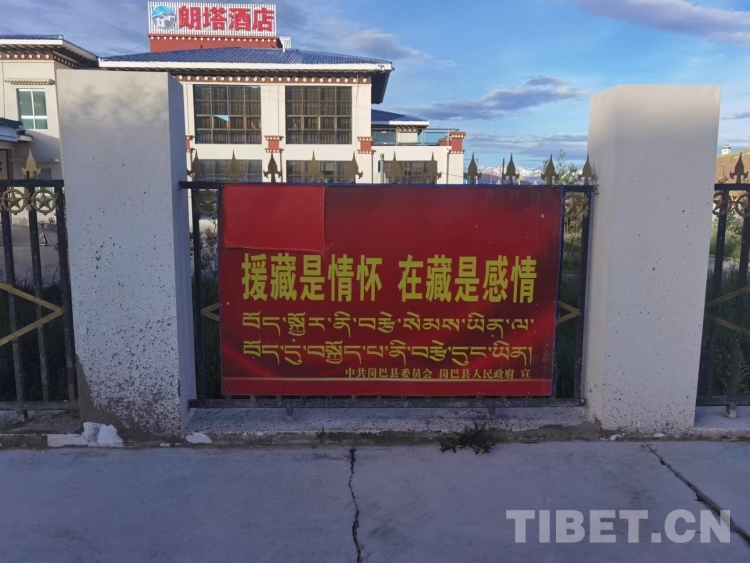 朗塔酒店
援藏是情怀 在藏是感情
བོད་སྐྱོར་ནི་བརྩེ་སེམས་ཡིན་ལ་
བོད་དུ་བསྐྱོད་པ་ནི་བརྩེ་དུང་ཡིན།
中共岗巴县委员会 岗巴县人民政府 宣
TIBET.CN